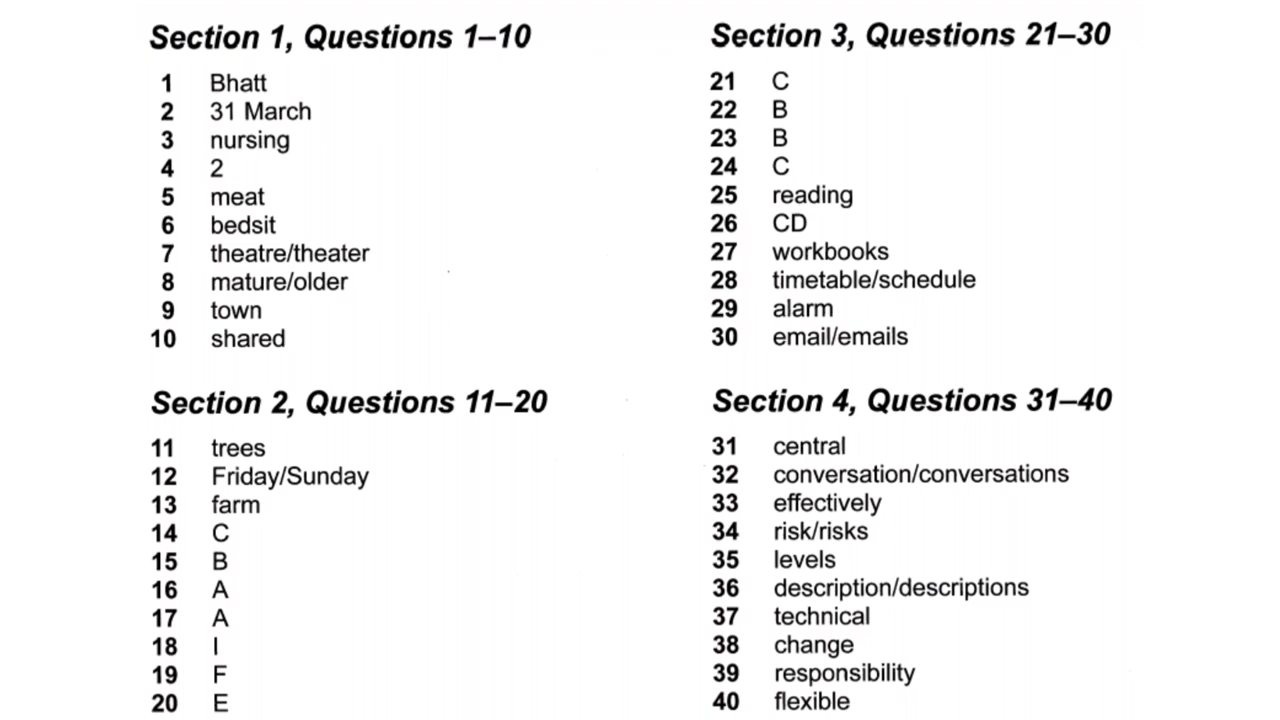 Section 1, Questions 1–10
1 Bhatt
2 31 March
3 nursing
4 2
5 meat
6 bedsit
7 theatre/theater
8 mature/older
9 town
10 shared
Section 2, Questions 11–20
11 trees
12 Friday/Sunday
13 farm
14 C
15 B
16 A
17 A
18 I
19 F
20 E
Section 3, Questions 21–30
21 C
22 B
23 B
24 C
25 reading
26 CD
27 workbooks
28 timetable/schedule
29 alarm
30 email/emails
Section 4, Questions 31–40
31 central
32 conversation/conversations
33 effectively
34 risk/risks
35 levels
36 description/descriptions
37 technical
38 change
39 responsibility
40 flexible